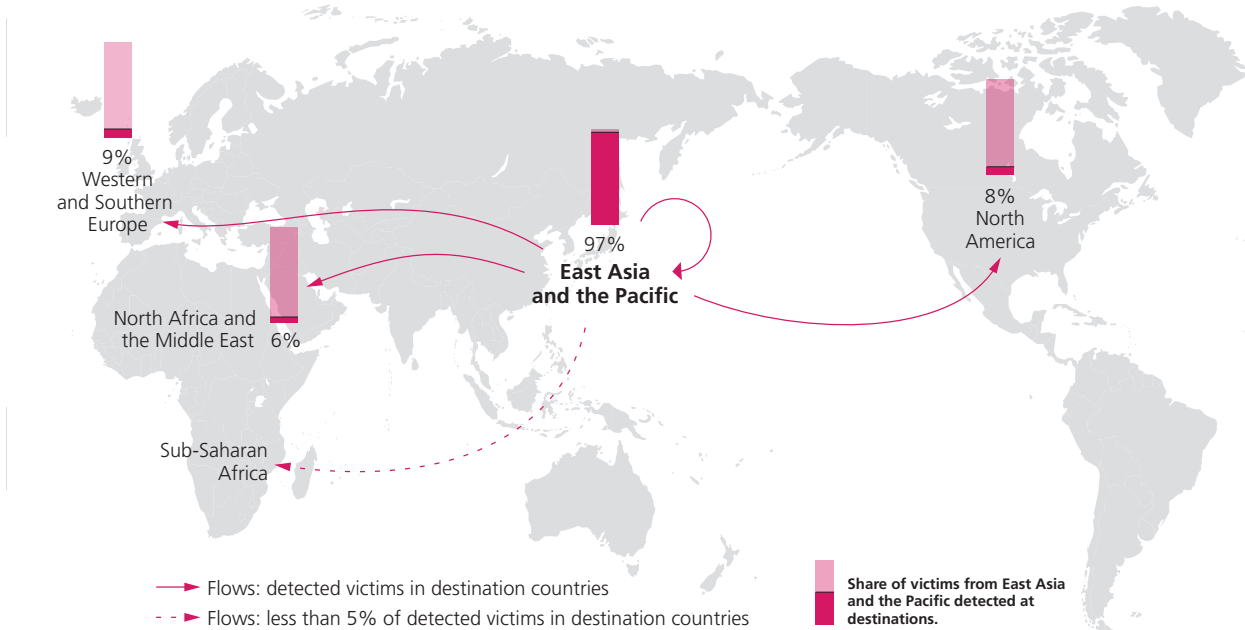 9%
Western
and Southern
Europe
97%
East Asia
and the Pacific
8%
North
America
North Africa and
the Middle East 6%
Sub-Saharan
Africa
Flows: detected victims in destination countries
Flows: less than 5% of detected victims in destination countries
Share of victims from East Asia
and the Pacific detected at
destinations.